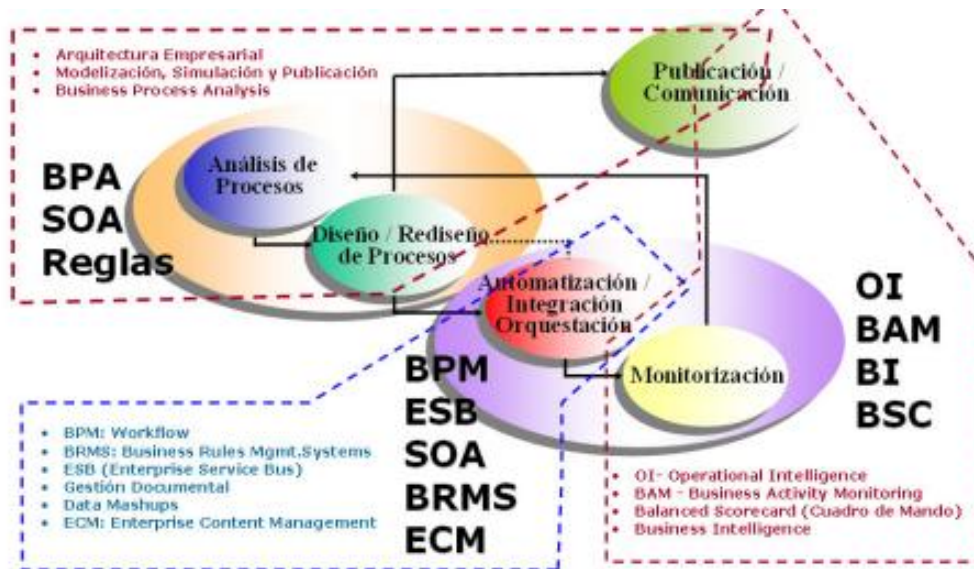 Arquitectura Empresarial
Modelización, Simulación y Publicación
Business Process Analysis
Publicación /
Comunicación
Análisis de
Procesos
BPA
SOA
Reglas
Diseño / Rediseño
de Procesos
Automatización /
Integración
Orquestación
Monitorización
OI
BAM
BI
BSC
BPM
ESB
SOA
BRMS
ECM
BPM: Workflow
BRMS: Business Rules Mgmt.Systems
ESB (Enterprise Service Bus)
Gestión Documental
Data Mashups
ECM: Enterprise Content Management
OI- Operational Intelligence
BAM - Business Activity Monitoring
Balanced Scorecard (Cuadro de Mando)
Business Intelligence